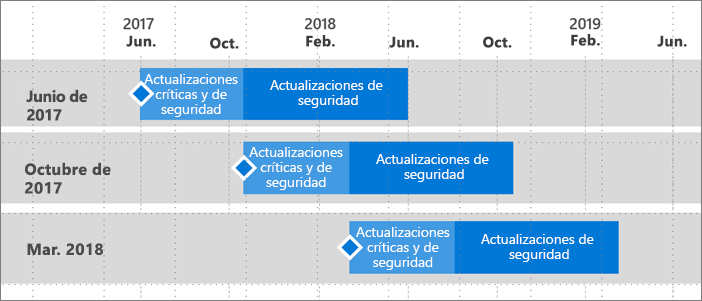 2017
2018
2019
Jun.
Oct.
Feb.
Jun.
Oct.
Feb.
Jun.
Junio de
2017
Actualizaciones
críticas y de
seguridad
Actualizaciones de
seguridad
Octubre de
2017
Actualizaciones
críticas y de
seguridad
Actualizaciones de
seguridad
Mar. 2018
Actualizaciones
críticas y de
seguridad
Actualizaciones de
seguridad